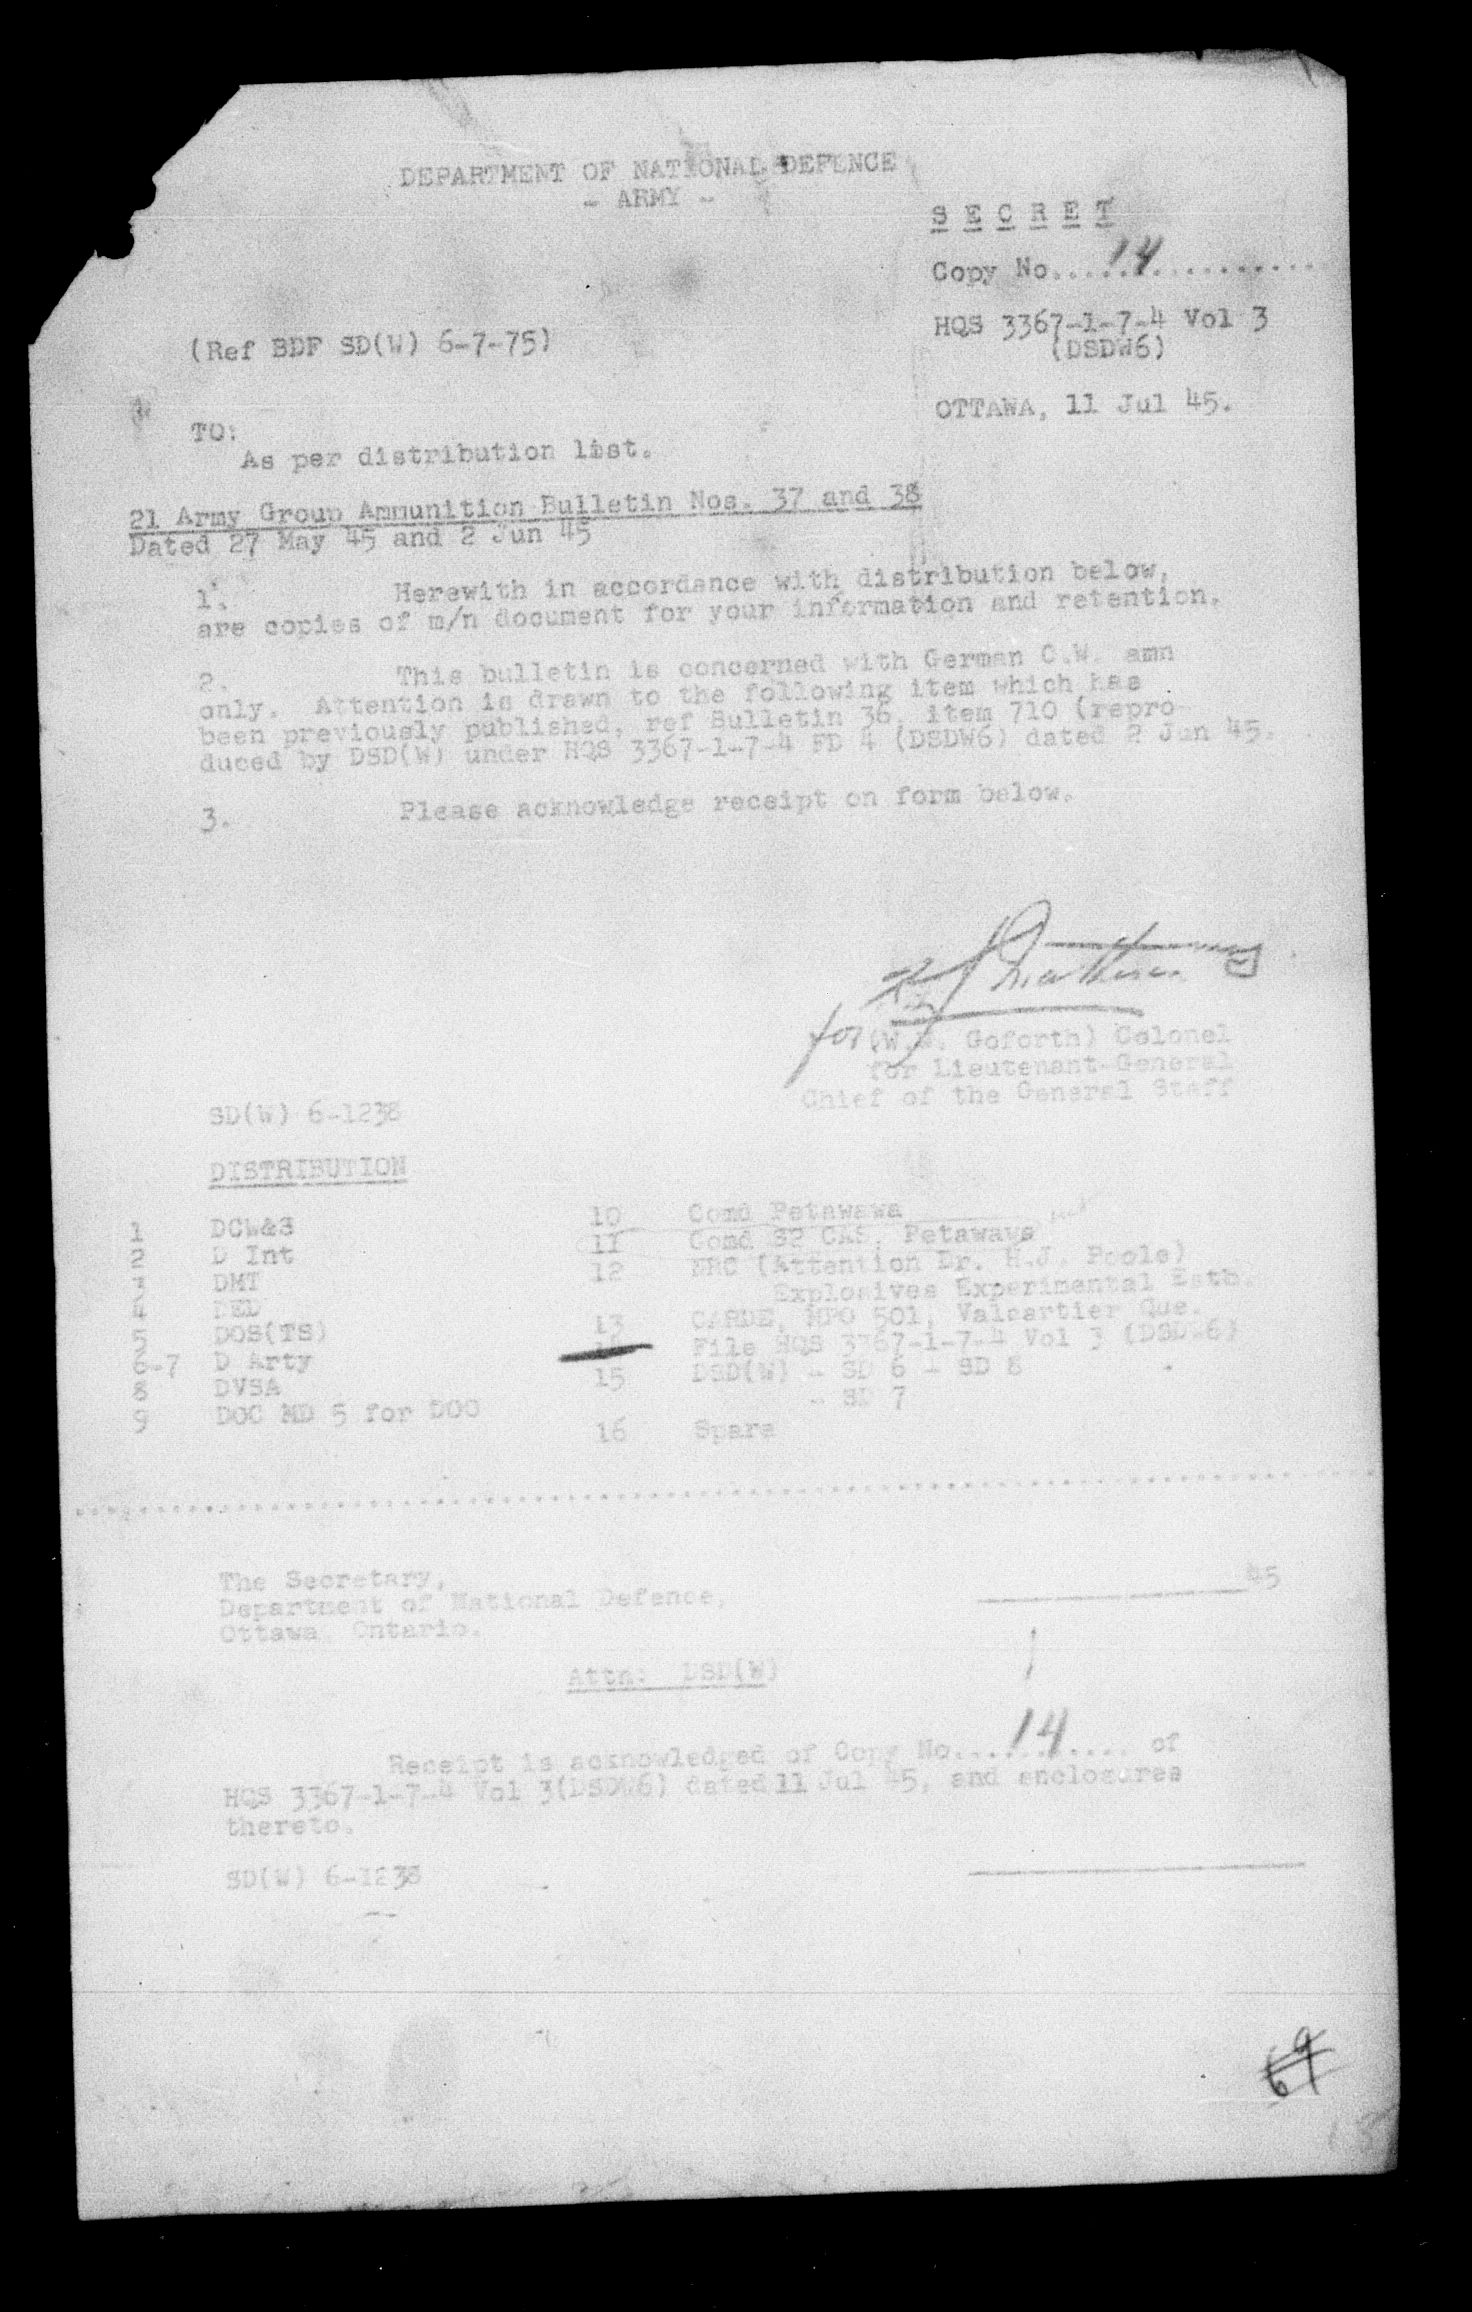 DEPARTMENT OF NATIONAL DEFENCE
- ARMY -
S E C R E T
Copy No. 14
HQS 3367-1-7-4 Vol 3
(DSDW6)
(Ref BDF SD(W) 6-7-75)
OTTAWA, 11 Jul 45.
TO:
As per distribution list.
21 Army Group Ammunition Bulletin Nos. 37 and 38
Dated 27 May 45 and 2 Jun 45
1. Herewith in accordance with distribution below,
are copies of m/n document for your information and retention.
2. This bulletin is concerned with German C.W. amn
only. Attention is drawn to the following item which has
been previously published, ref Bulletin 36, item 710 (repro-
duced by DSD(W) under HQS 3367-1-7-4 FD 4 (DSDW6) dated 2 Jun 45.
3. Please acknowledge receipt on form below.
for (W.W. Goforth) Colonel
for Lieutenant-General
Chief of the General Staff
SD(W) 6-1238
DISTRIBUTION
1 DCW&S
2 D Int
3 DMT
4 DED
5 DOS(TS)
6-7 D Arty
8 DVSA
9 DOC MD 5 for DOO
10 Comd Petawawa
11 Comd S2 CAS, Petawawa
12 NRC (Attention Dr. H.J. Poole)
Explosives Experimental Estb.
13 CARDE, MPO 501, Valcartier Que.
14 File HQS 3367-1-7-4 Vol 3 (DSDW6)
15 DSD(W) - SD 6 - SD 8
- SD 7
16 Spare
The Secretary,
Department of National Defence,
Ottawa, Ontario.
45
Attn: DSD(W)
Receipt is acknowledged of Copy No. 14 of
HQS 3367-1-7-4 Vol 3(DSDW6) dated 11 Jul 45, and enclosures
thereto.
SD(W) 6-1238
69